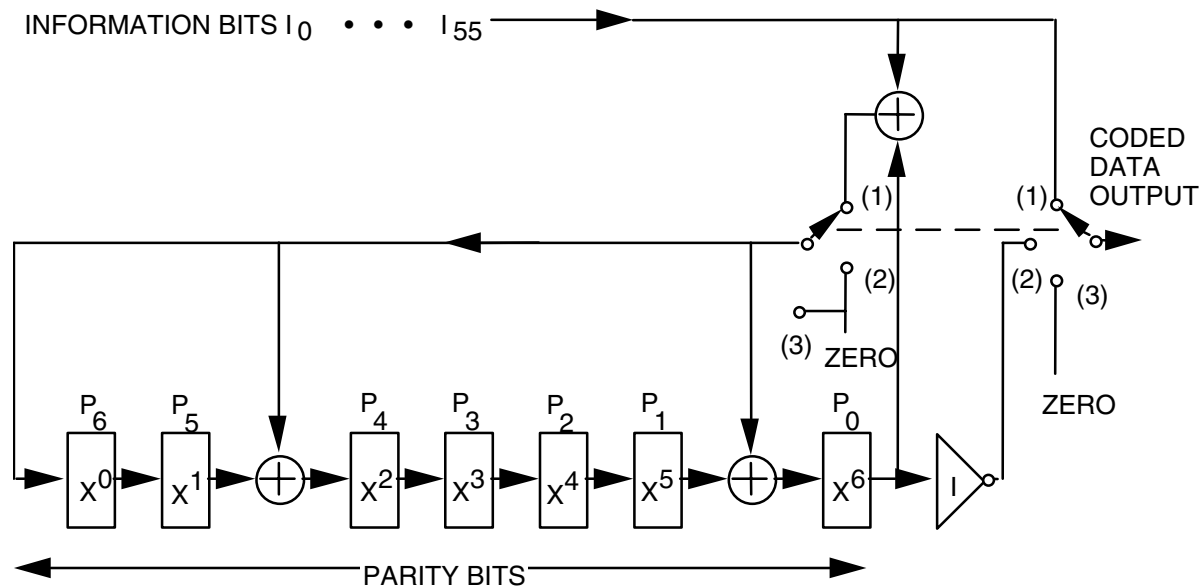 INFORMATION BITS I0 • • • I55
CODED
DATA
OUTPUT
(1)
(1)
(2)
(2)
(3)
(3)
ZERO
ZERO
P6 P5 P4 P3 P2 P1 P0
X0 X1 X2 X3 X4 X5 X6 I
PARITY BITS